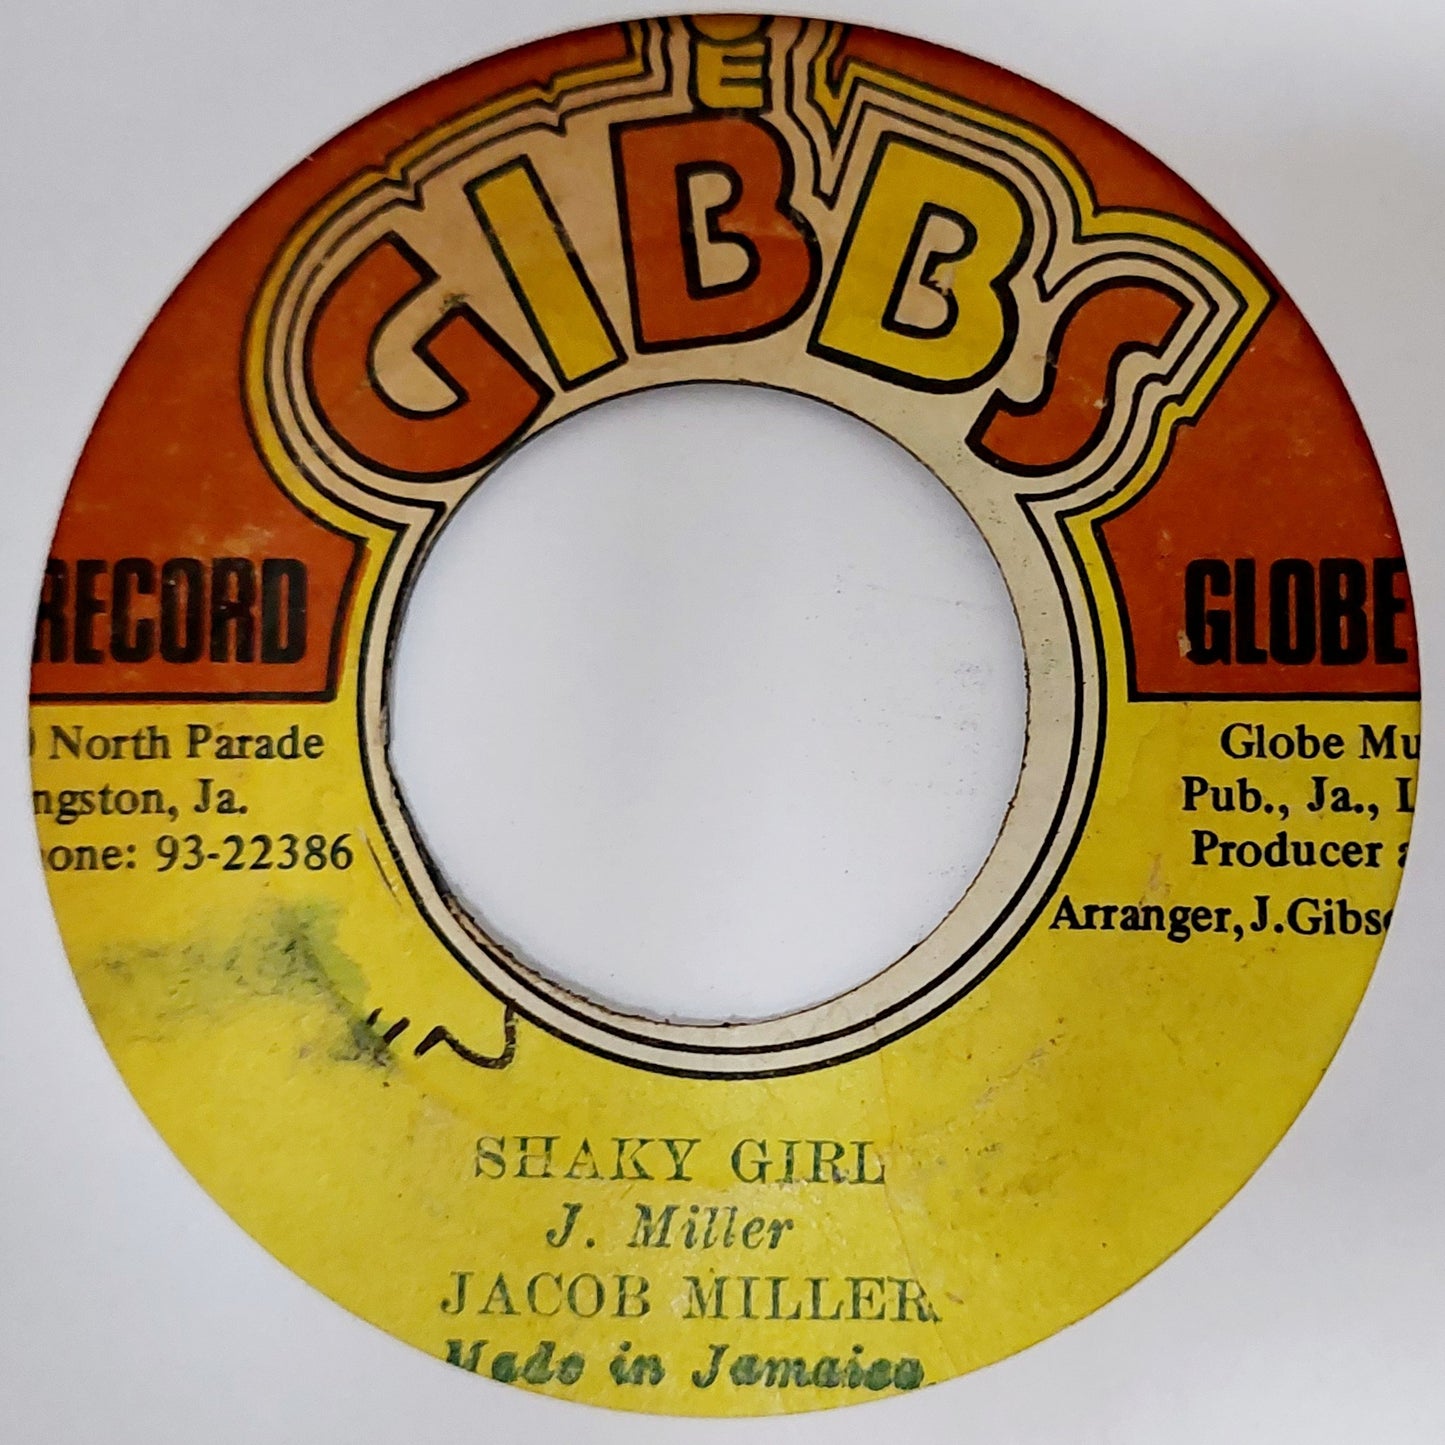 GIBBS
RECORD
GLOBE
North Parade
ngston, Ja.
one: 93-22386
Globe Mu
Pub., Ja., L
Producer a
Arranger, J.Gibso
SHAKY GIRL
J. Miller
JACOB MILLER
Made in Jamaica